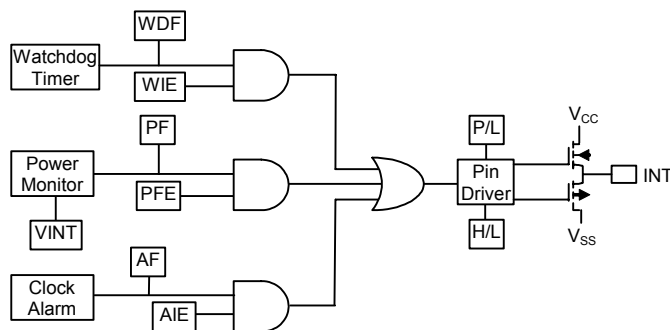 WDF
Watchdog
Timer
WIE
PF
Power
Monitor
PFE
VINT
AF
Clock
Alarm
AIE
P/L
Pin
Driver
H/L
VCC
INT
VSS